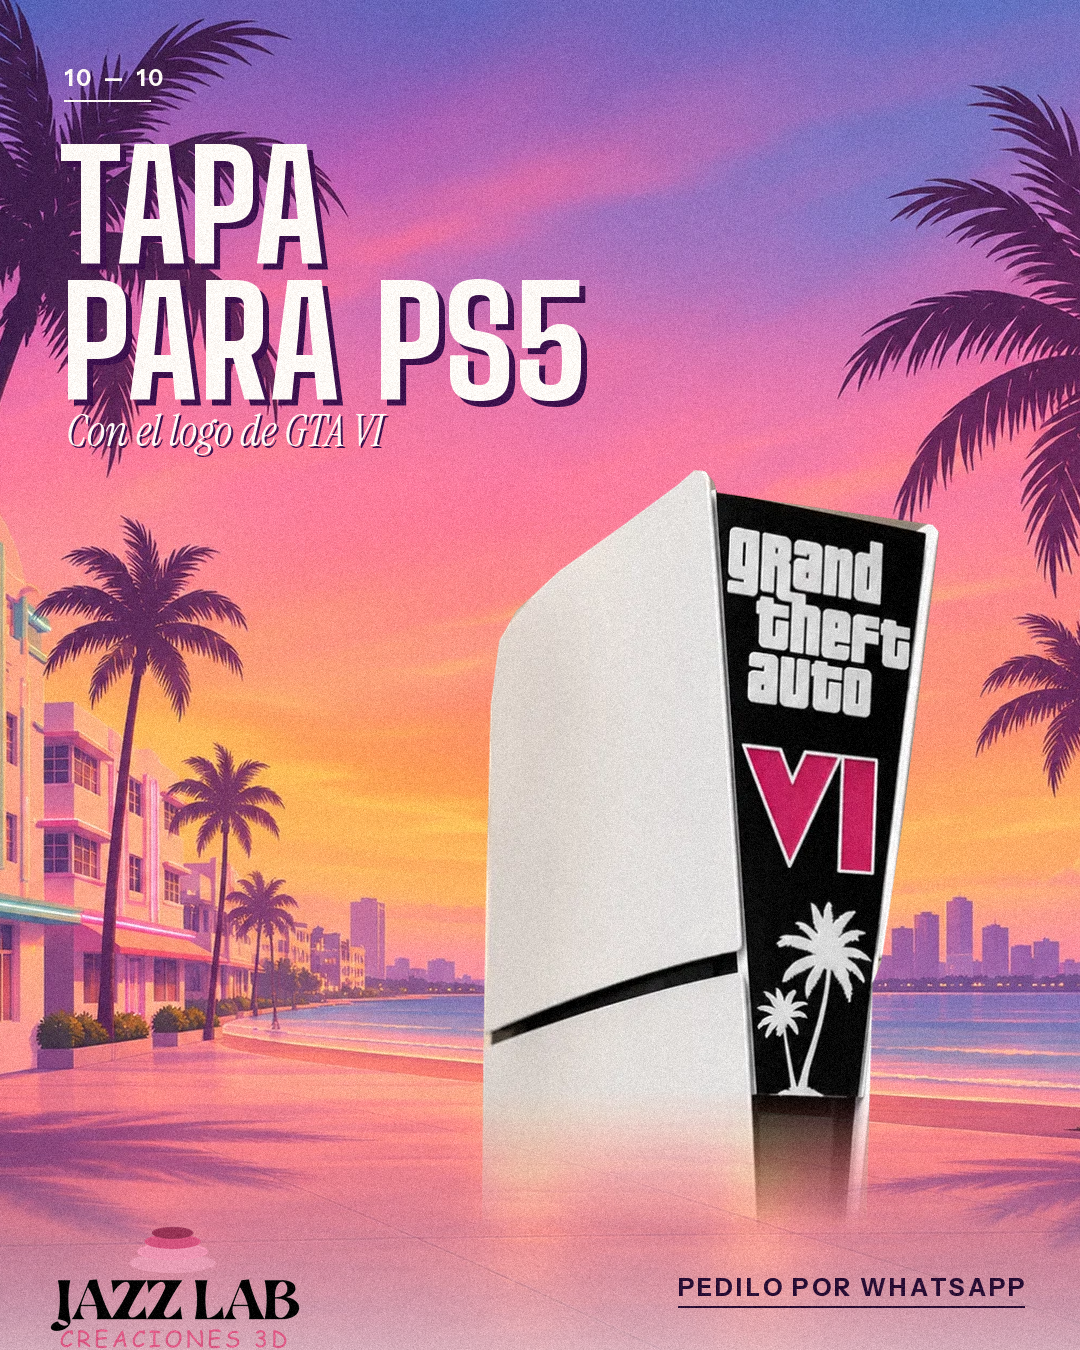 10 — 10
TAPA
PARA PS5
Con el logo de GTA VI
grand
theft
auto
VI
JAZZ LAB
CREACIONES 3D
PEDILO POR WHATSAPP